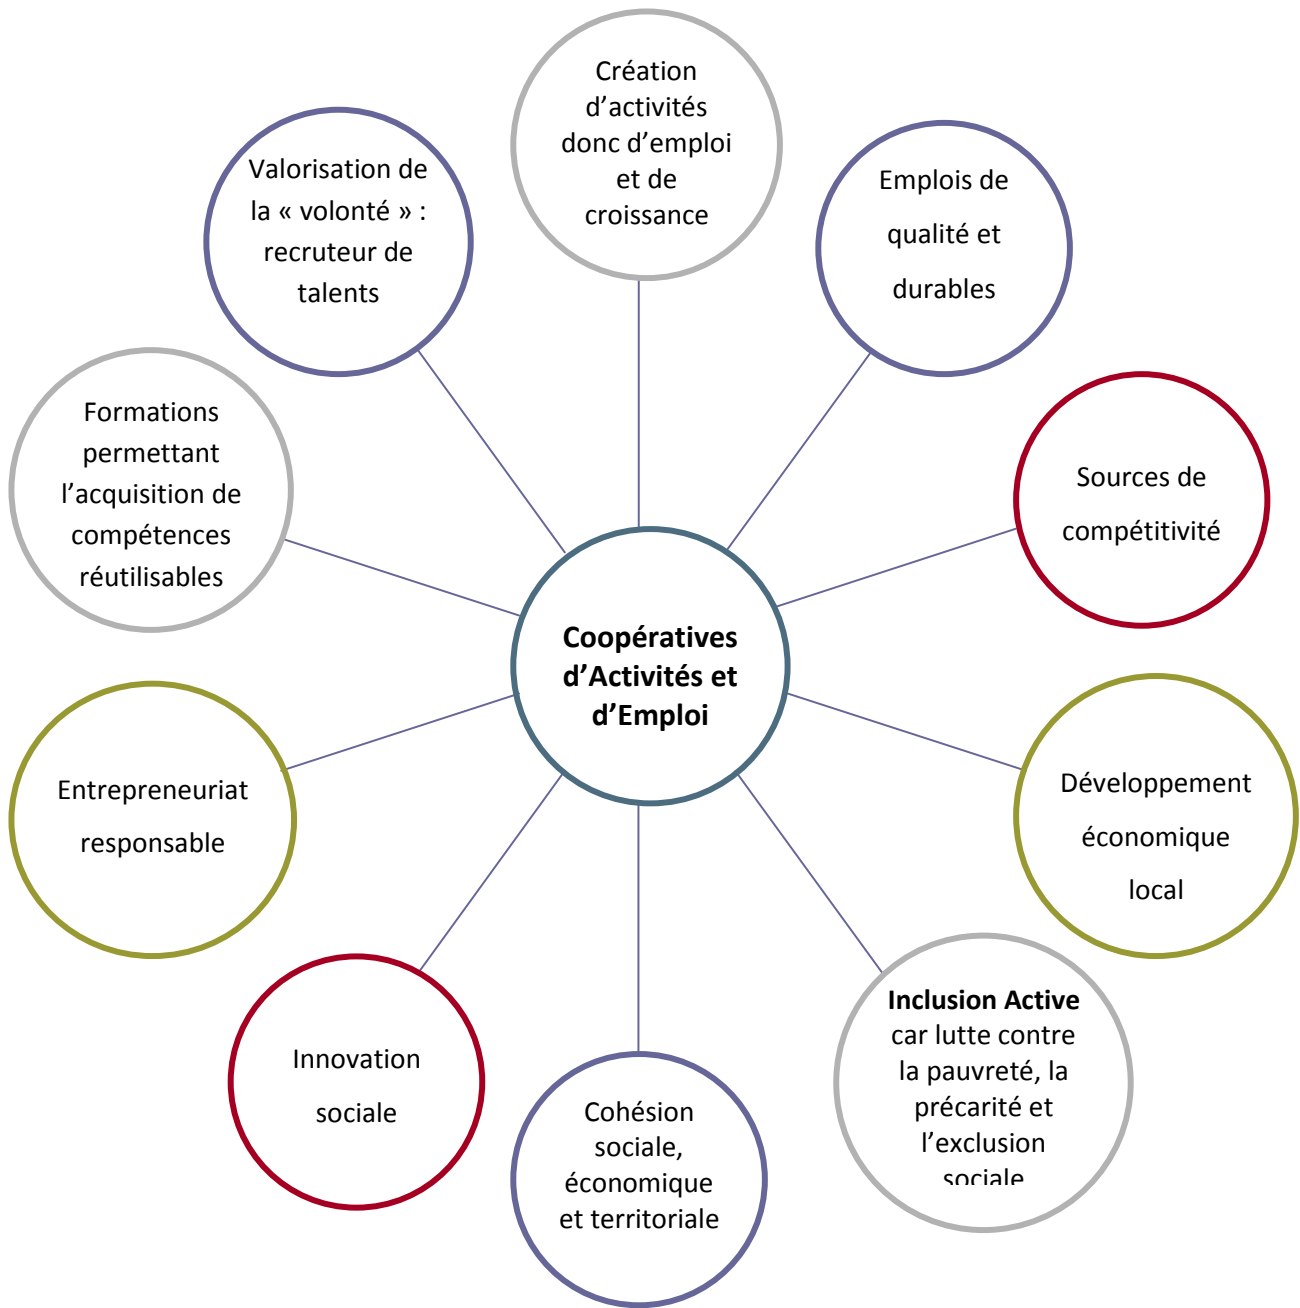 Création
d’activités
donc d’emploi
et de
croissance
Valorisation de
la « volonté » :
recruteur de
talents
Emplois de
qualité et
durables
Formations
permettant
l’acquisition de
compétences
réutilisables
Sources de
compétitivité
Coopératives
d’Activités et
d’Emploi
Entrepreneuriat
responsable
Développement
économique
local
Innovation
sociale
Cohésion
sociale,
économique
et territoriale
Inclusion Active
car lutte contre
la pauvreté, la
précarité et
l’exclusion
sociale